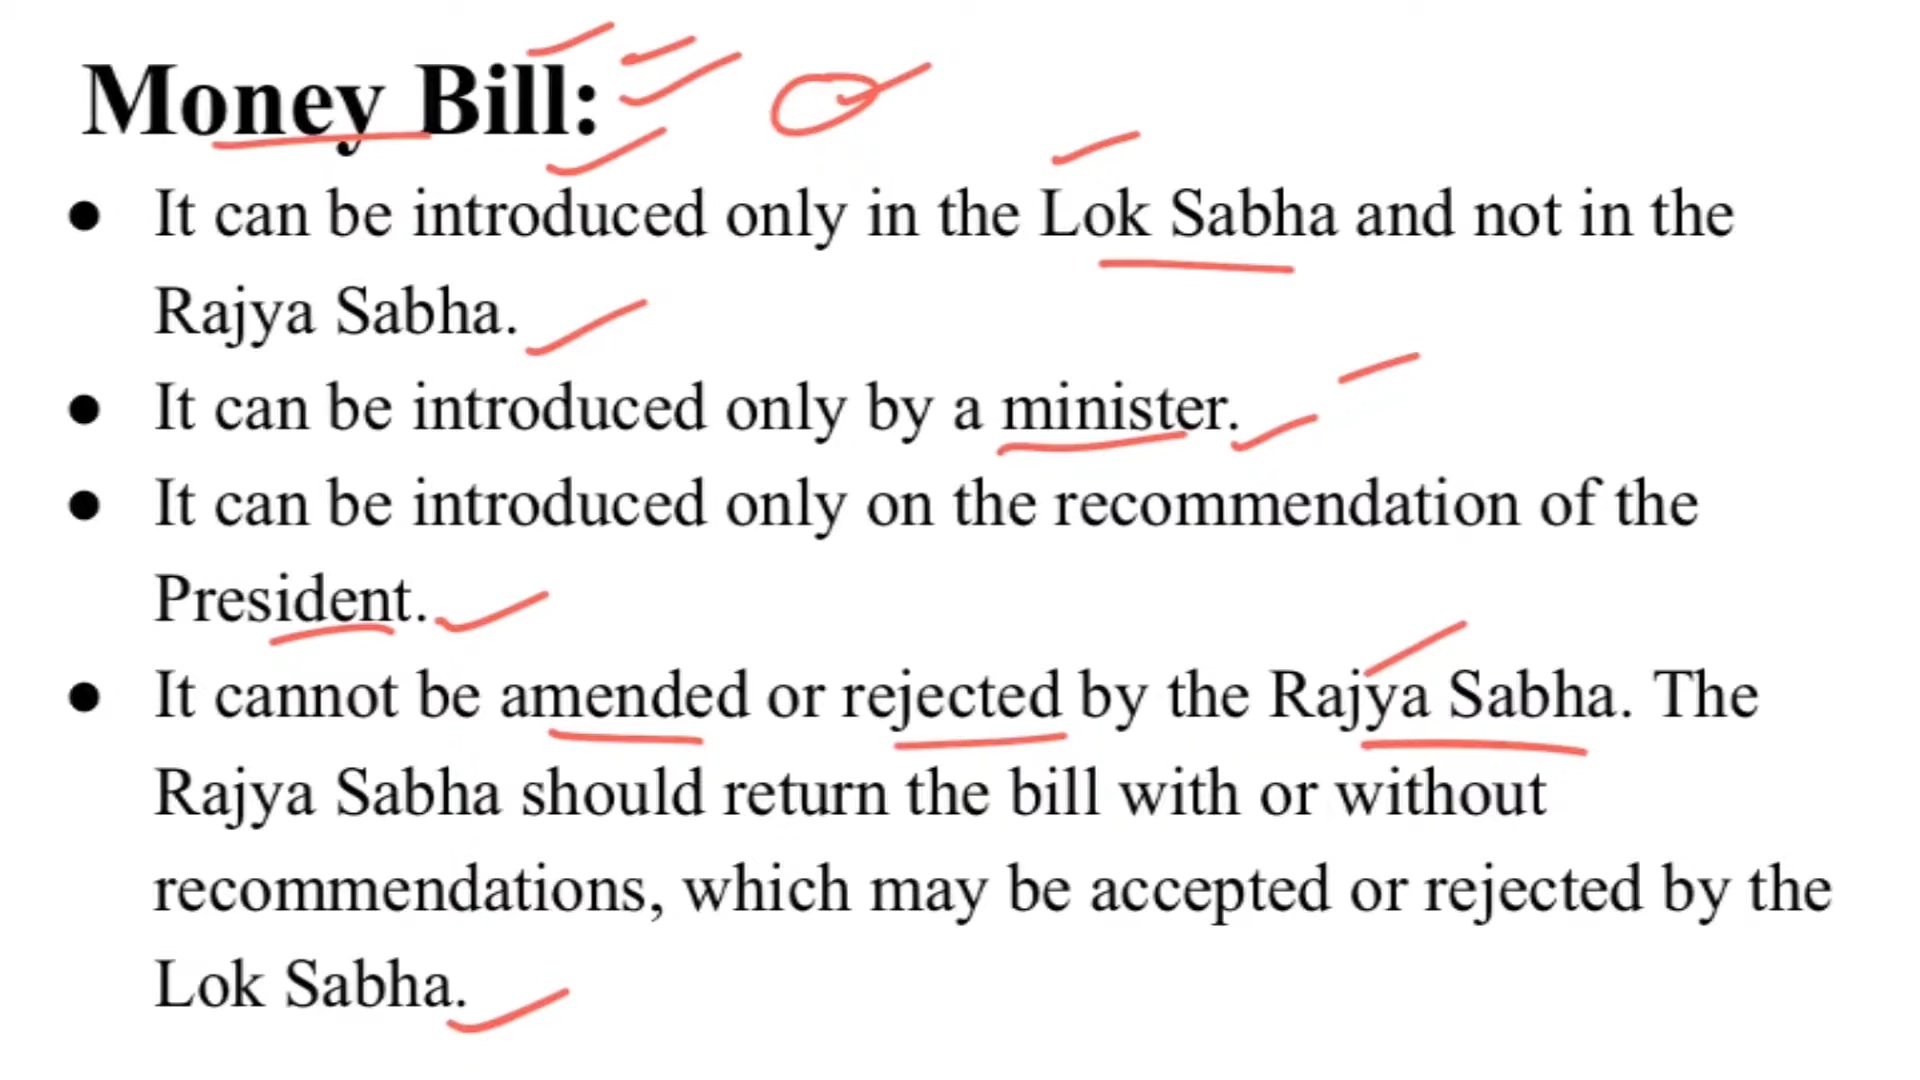 Money Bill:
● It can be introduced only in the Lok Sabha and not in the
Rajya Sabha.
● It can be introduced only by a minister.
● It can be introduced only on the recommendation of the
President.
● It cannot be amended or rejected by the Rajya Sabha. The
Rajya Sabha should return the bill with or without
recommendations, which may be accepted or rejected by the
Lok Sabha.